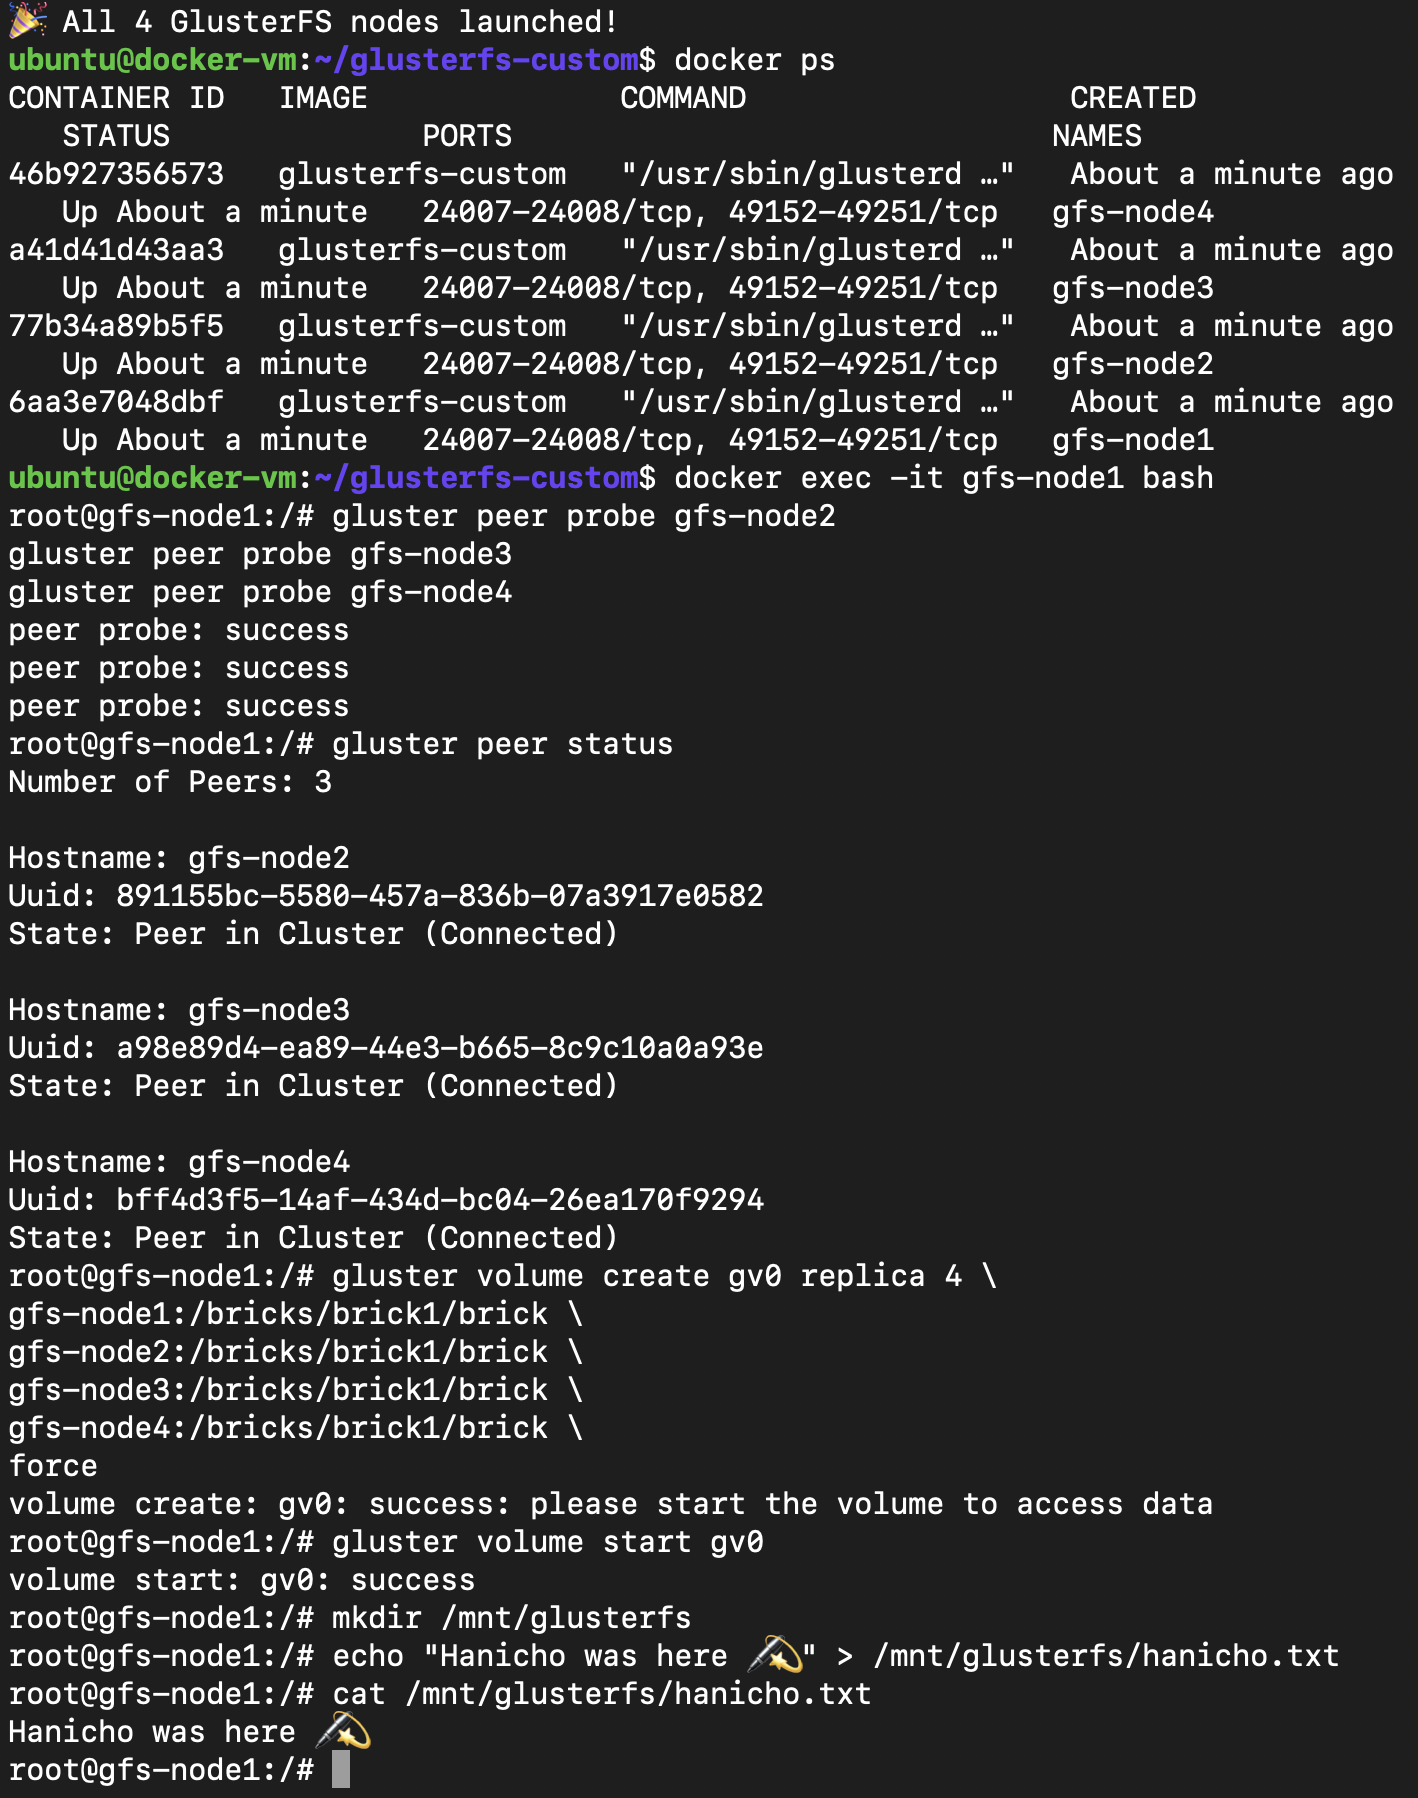 🎉 All 4 GlusterFS nodes launched!
ubuntu@docker-vm:~/glusterfs-custom$ docker ps
CONTAINER ID   IMAGE              COMMAND                  CREATED
   STATUS              PORTS                              NAMES
46b927356573   glusterfs-custom   "/usr/sbin/glusterd …"   About a minute ago
   Up About a minute   24007-24008/tcp, 49152-49251/tcp   gfs-node4
a41d41d43aa3   glusterfs-custom   "/usr/sbin/glusterd …"   About a minute ago
   Up About a minute   24007-24008/tcp, 49152-49251/tcp   gfs-node3
77b34a89b5f5   glusterfs-custom   "/usr/sbin/glusterd …"   About a minute ago
   Up About a minute   24007-24008/tcp, 49152-49251/tcp   gfs-node2
6aa3e7048dbf   glusterfs-custom   "/usr/sbin/glusterd …"   About a minute ago
   Up About a minute   24007-24008/tcp, 49152-49251/tcp   gfs-node1
ubuntu@docker-vm:~/glusterfs-custom$ docker exec -it gfs-node1 bash
root@gfs-node1:/# gluster peer probe gfs-node2
gluster peer probe gfs-node3
gluster peer probe gfs-node4
peer probe: success
peer probe: success
peer probe: success
root@gfs-node1:/# gluster peer status
Number of Peers: 3

Hostname: gfs-node2
Uuid: 891155bc-5580-457a-836b-07a3917e0582
State: Peer in Cluster (Connected)

Hostname: gfs-node3
Uuid: a98e89d4-ea89-44e3-b665-8c9c10a0a93e
State: Peer in Cluster (Connected)

Hostname: gfs-node4
Uuid: bff4d3f5-14af-434d-bc04-26ea170f9294
State: Peer in Cluster (Connected)
root@gfs-node1:/# gluster volume create gv0 replica 4 \
gfs-node1:/bricks/brick1/brick \
gfs-node2:/bricks/brick1/brick \
gfs-node3:/bricks/brick1/brick \
gfs-node4:/bricks/brick1/brick \
force
volume create: gv0: success: please start the volume to access data
root@gfs-node1:/# gluster volume start gv0
volume start: gv0: success
root@gfs-node1:/# mkdir /mnt/glusterfs
root@gfs-node1:/# echo "Hanicho was here 🎤💫" > /mnt/glusterfs/hanicho.txt
root@gfs-node1:/# cat /mnt/glusterfs/hanicho.txt
Hanicho was here 🎤💫
root@gfs-node1:/#